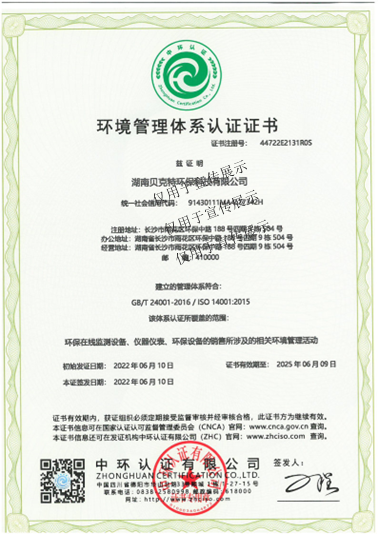 中环认证
Zhonghuan Certification Co., Ltd
环境管理体系认证证书
证书注册号： 44722E2131R0S
兹证明
湖南贝克特环保科技有限公司
统一社会信用代码：
注册地址：长沙市雨花区环保中路 188 号四期 9 栋 504 号
办公地址：湖南省长沙市雨花区环保中路 188 号四期 9 栋 504 号
经营地址：湖南省长沙市雨花区环保中路 188 号四期 9 栋 504 号
邮 编：410000
仅用于宣传展示
仅用于宣传展示
仅用于宣传展示
建立的管理体系符合：
GB/T 24001-2016 / ISO 14001:2015
该体系认证所覆盖的范围：
环保在线监测设备、仪器仪表、环保设备的销售所涉及的相关环境管理活动
初始发证日期： 2022 年 06 月 10 日 证书有效期至： 2025 年 06 月 09 日
本证签发日期： 2022 年 06 月 10 日
证书有效期内，获证组织必须定期接受监督审核并经审核合格，此证书方为继续有效。
本证书信息可在国家认证认可监督管理委员会（CNCA）官网：www.cnca.gov.cn 查询。
本证书信息还可在发证机构中环认证有限公司（ZHC）官网：www.zhciso.com 查询。
中环认证有限公司
ZHONGHUAN CERTIFICATION CO.,LTD.
签发人：